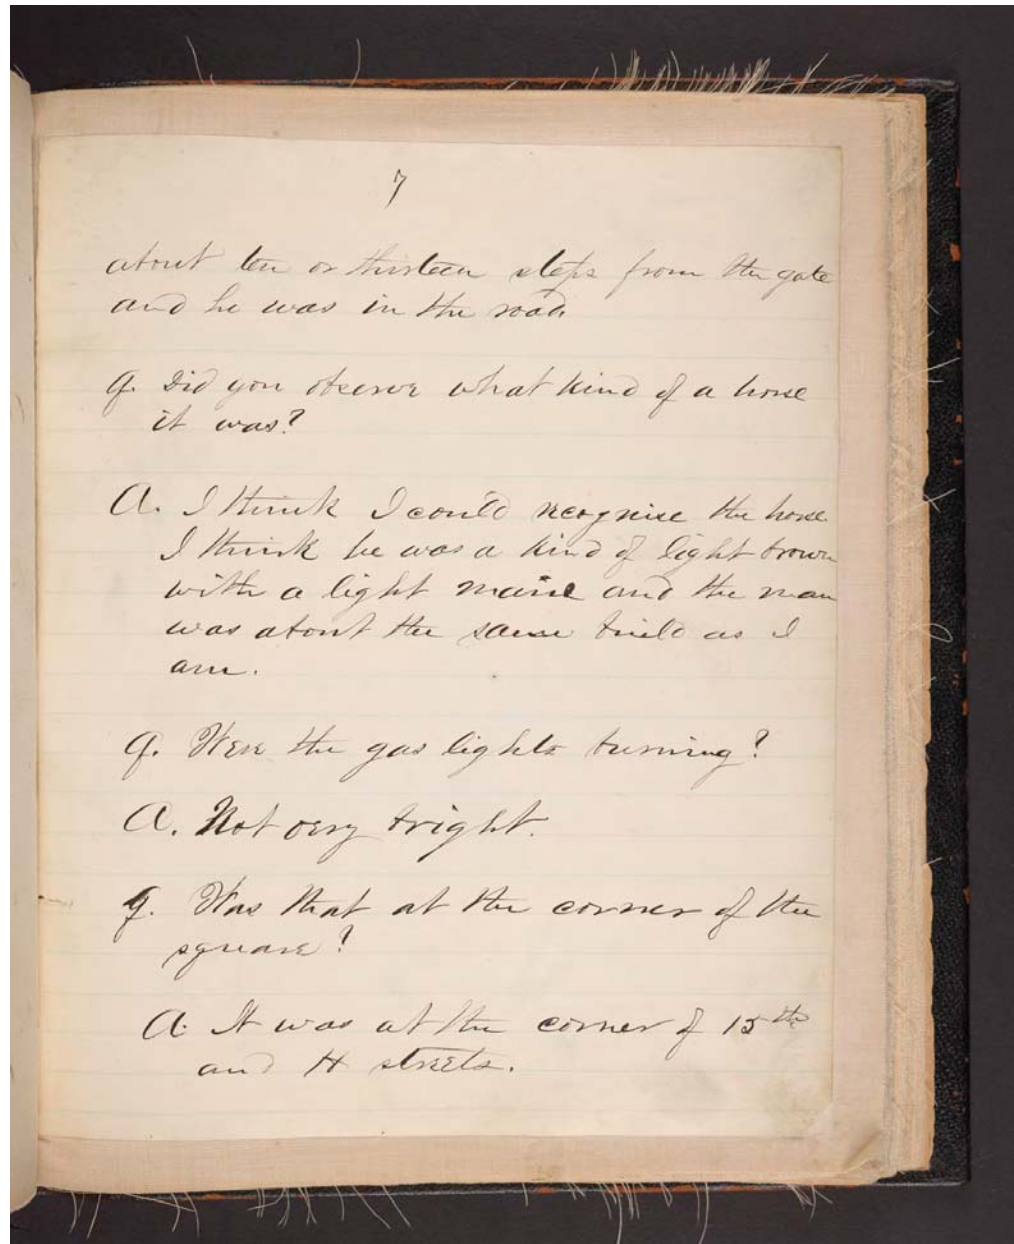 7
about ten or thirteen steps from the gate
and he was in the road.
Q. Did you observe what kind of a horse
it was?
A. I think I could recognise the horse.
I think he was a kind of light brown
with a light maine and the man
was about the same build as I
am.
Q. Were the gas lights burning?
A. Not very bright.
Q. Was that at the corner of the
square?
A. It was at the corner of 15th
and H streets.